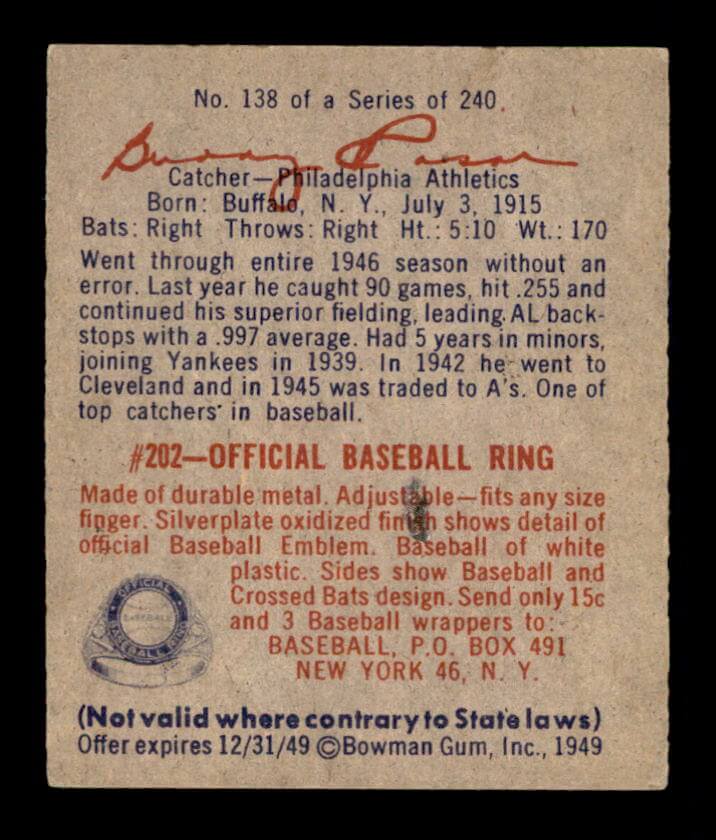 No. 138 of a Series of 240.
Buddy Rosar
Catcher—Philadelphia Athletics
Born: Buffalo, N. Y., July 3, 1915
Bats: Right Throws: Right Ht.: 5:10 Wt.: 170
Went through entire 1946 season without an
error. Last year he caught 90 games, hit .255 and
continued his superior fielding, leading AL back-
stops with a .997 average. Had 5 years in minors,
joining Yankees in 1939. In 1942 he went to
Cleveland and in 1945 was traded to A's. One of
top catchers in baseball.
#202—OFFICIAL BASEBALL RING
Made of durable metal. Adjustable—fits any size
finger. Silverplate oxidized finish shows detail of
official Baseball Emblem. Baseball of white
plastic. Sides show Baseball and
Crossed Bats design. Send only 15c
and 3 Baseball wrappers to:
BASEBALL, P.O. BOX 491
NEW YORK 46, N. Y.
OFFICIAL
BASEBALL
BASEBALL RING
(Not valid where contrary to State laws)
Offer expires 12/31/49 ©Bowman Gum, Inc., 1949